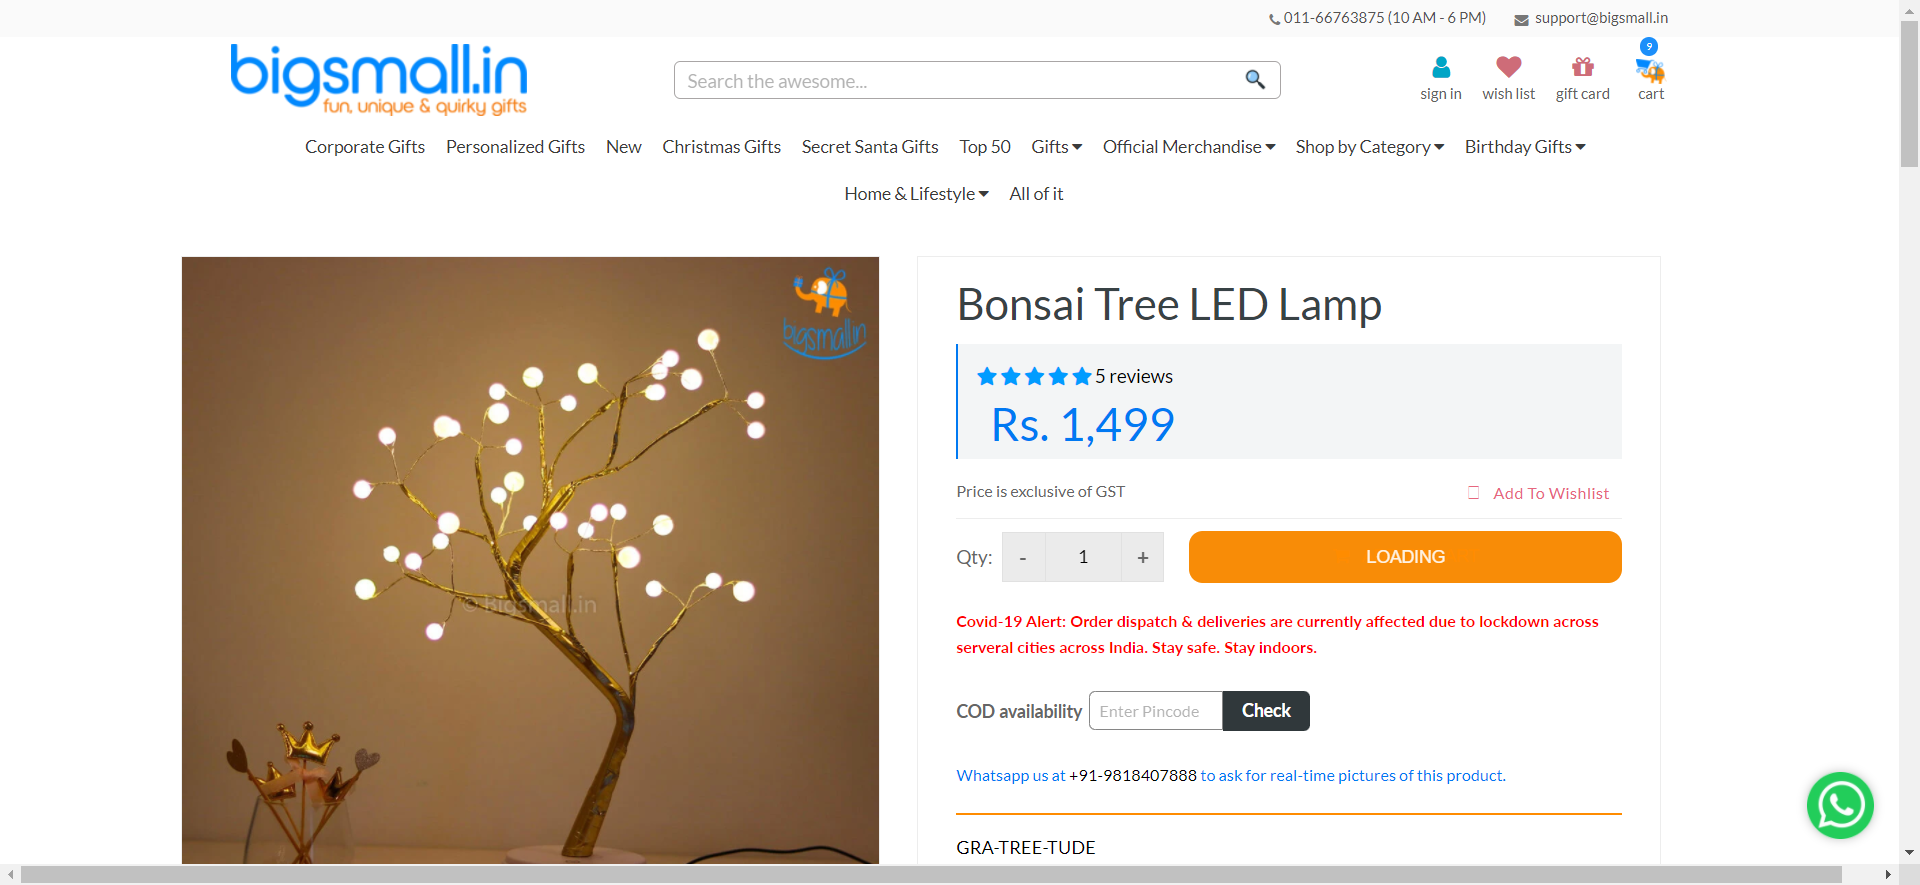 011-66763875 (10 AM - 6 PM) support@bigsmall.in
bigsmall.in
fun, unique & quirky gifts
Search the awesome...
9
sign in wish list gift card cart
Corporate Gifts Personalized Gifts New Christmas Gifts Secret Santa Gifts Top 50 Gifts Official Merchandise Shop by Category Birthday Gifts
Home & Lifestyle All of it
bigsmall.in
© Bigsmall.in
Bonsai Tree LED Lamp
5 reviews
Rs. 1,499
Price is exclusive of GST Add To Wishlist
Qty: - 1 + LOADING
Covid-19 Alert: Order dispatch & deliveries are currently affected due to lockdown across
serveral cities across India. Stay safe. Stay indoors.
COD availability Enter Pincode Check
Whatsapp us at +91-9818407888 to ask for real-time pictures of this product.
GRA-TREE-TUDE